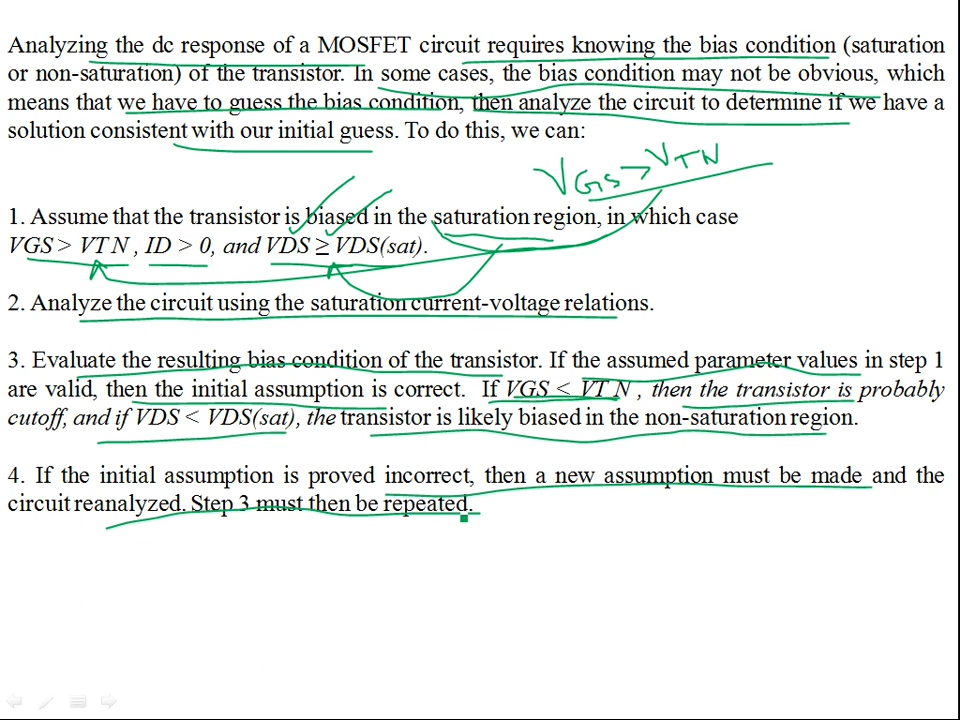 Analyzing the dc response of a MOSFET circuit requires knowing the bias condition (saturation
or non-saturation) of the transistor. In some cases, the bias condition may not be obvious, which
means that we have to guess the bias condition, then analyze the circuit to determine if we have a
solution consistent with our initial guess. To do this, we can:
VGS > VTN
1. Assume that the transistor is biased in the saturation region, in which case
VGS > VTN , ID > 0, and VDS ≥ VDS(sat).
2. Analyze the circuit using the saturation current-voltage relations.
3. Evaluate the resulting bias condition of the transistor. If the assumed parameter values in step 1
are valid, then the initial assumption is correct. If VGS < VTN , then the transistor is probably
cutoff, and if VDS < VDS(sat), the transistor is likely biased in the non-saturation region.
4. If the initial assumption is proved incorrect, then a new assumption must be made and the
circuit reanalyzed. Step 3 must then be repeated.